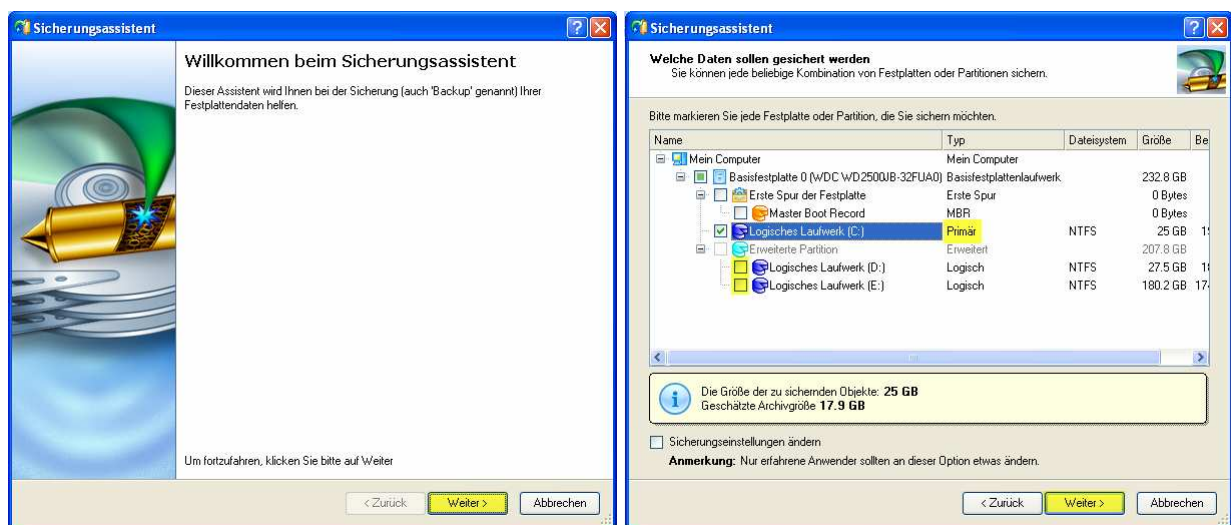 Sicherungsassistent
Willkommen beim Sicherungsassistent
Dieser Assistent wird Ihnen bei der Sicherung (auch 'Backup' genannt) Ihrer
Festplattendaten helfen.
Um fortzufahren, klicken Sie bitte auf Weiter
< Zurück Weiter > Abbrechen
Sicherungsassistent
Welche Daten sollen gesichert werden
Sie können jede beliebige Kombination von Festplatten oder Partitionen sichern.
Bitte markieren Sie jede Festplatte oder Partition, die Sie sichern möchten.
Name Typ Dateisystem Größe Be
Mein Computer Mein Computer
Basisfestplatte 0 (WDC WD2500JB-32FUA0) Basisfestplattenlaufwerk 232.8 GB
Erste Spur der Festplatte Erste Spur 0 Bytes
Master Boot Record MBR 0 Bytes
Logisches Laufwerk (C:) Primär NTFS 25 GB
Erweiterte Partition Erweitert 207.8 GB
Logisches Laufwerk (D:) Logisch NTFS 27.5 GB
Logisches Laufwerk (E:) Logisch NTFS 180.2 GB 17
Die Größe der zu sichernden Objekte: 25 GB
Geschätzte Archivgröße 17.9 GB
Sicherungseinstellungen ändern
Anmerkung: Nur erfahrene Anwender sollten an dieser Option etwas ändern.
< Zurück Weiter > Abbrechen